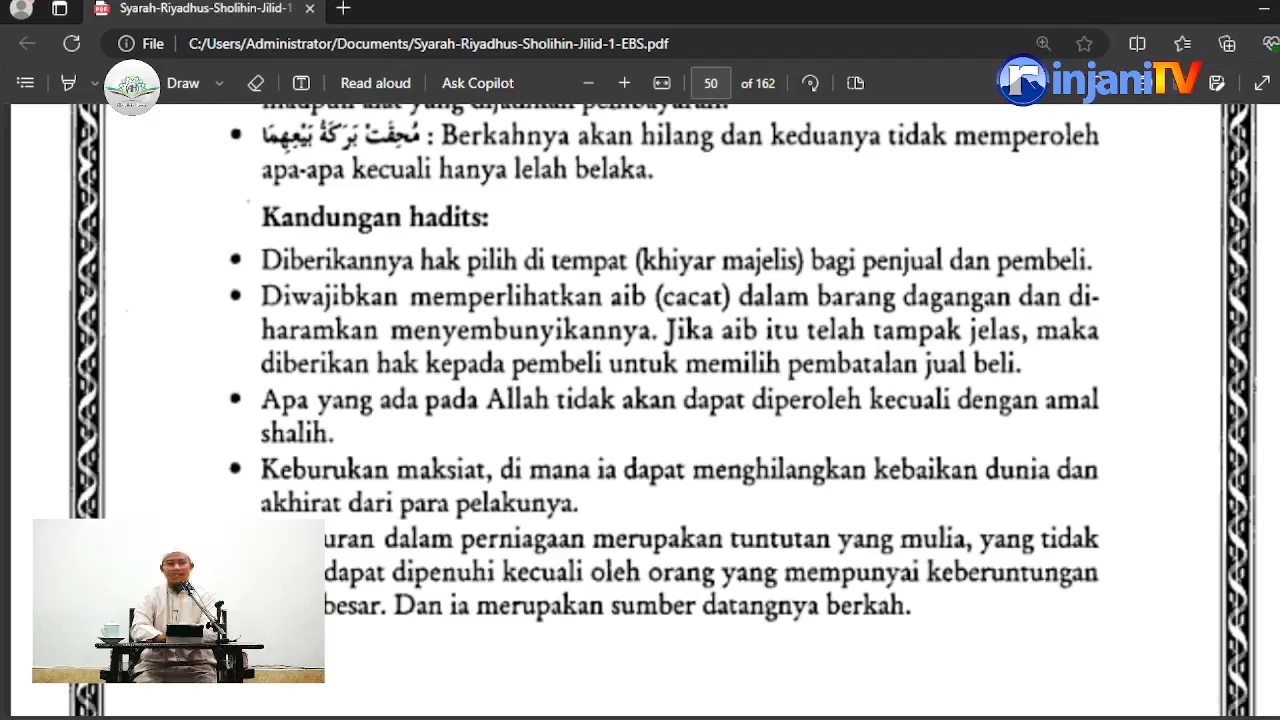 Syarah-Riyadhus-Sholihin-Jilid-1
File C:/Users/Administrator/Documents/Syarah-Riyadhus-Sholihin-Jilid-1-EBS.pdf
Draw Read aloud Ask Copilot 50 of 162
injaniTV
maupun alat yang dijadikan pembayaran.
• مُحِقَتْ بَرَكَةُ بَيْعِهِمَا : Berkahnya akan hilang dan keduanya tidak memperoleh
apa-apa kecuali hanya lelah belaka.
Kandungan hadits:
• Diberikannya hak pilih di tempat (khiyar majelis) bagi penjual dan pembeli.
• Diwajibkan memperlihatkan aib (cacat) dalam barang dagangan dan di-
haramkan menyembunyikannya. Jika aib itu telah tampak jelas, maka
diberikan hak kepada pembeli untuk memilih pembatalan jual beli.
• Apa yang ada pada Allah tidak akan dapat diperoleh kecuali dengan amal
shalih.
• Keburukan maksiat, di mana ia dapat menghilangkan kebaikan dunia dan
akhirat dari para pelakunya.
uran dalam perniagaan merupakan tuntutan yang mulia, yang tidak
dapat dipenuhi kecuali oleh orang yang mempunyai keberuntungan
besar. Dan ia merupakan sumber datangnya berkah.